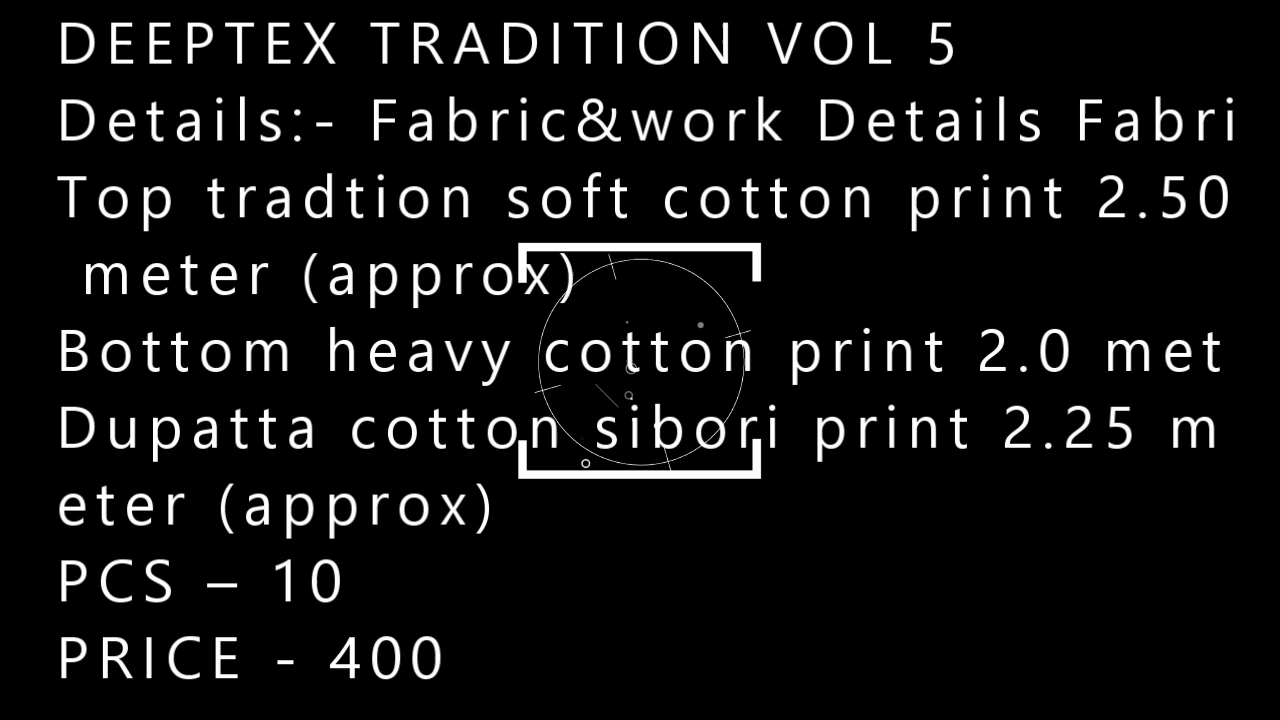 DEEPTEX TRADITION VOL 5
Details:- Fabric&work Details Fabri
Top tradtion soft cotton print 2.50
meter (approx)
Bottom heavy cotton print 2.0 met
Dupatta cotton sibori print 2.25 m
eter (approx)
PCS – 10
PRICE - 400